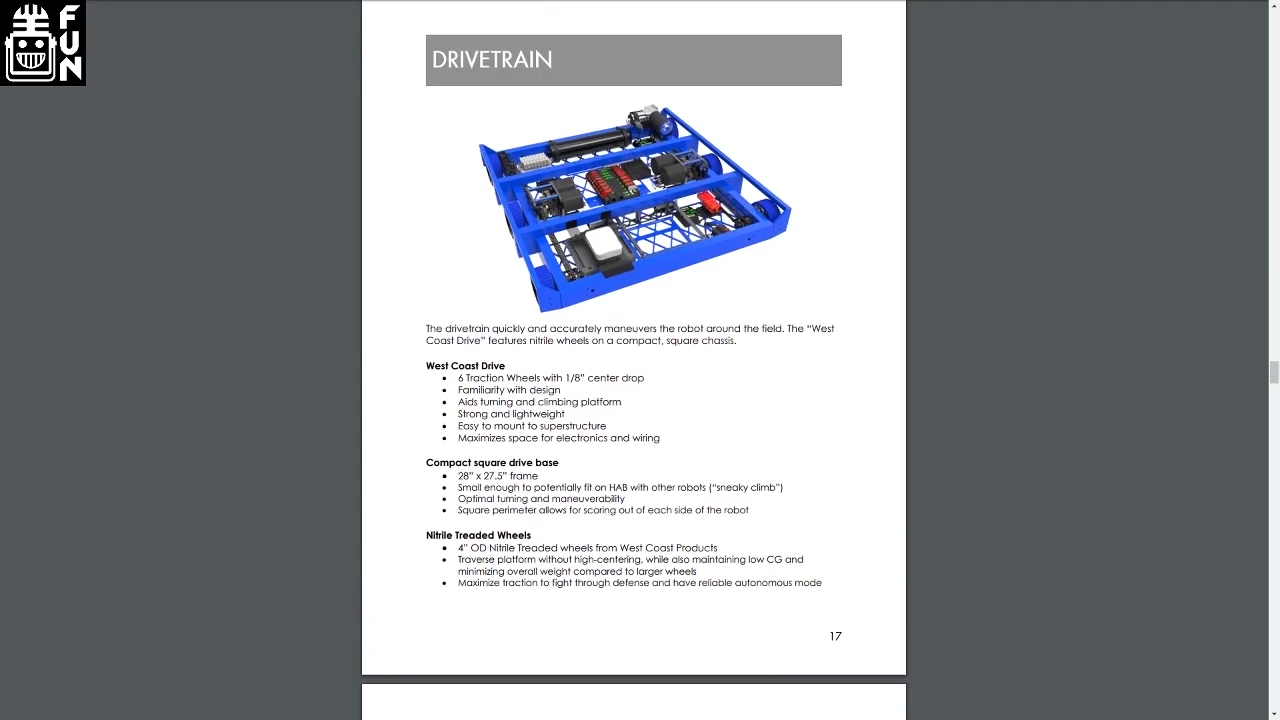 FUN
DRIVETRAIN
The drivetrain quickly and accurately maneuvers the robot around the field. The “West
Coast Drive” features nitrile wheels on a compact, square chassis.
West Coast Drive
• 6 Traction Wheels with 1/8” center drop
• Familiarity with design
• Aids turning and climbing platform
• Strong and lightweight
• Easy to mount to superstructure
• Maximizes space for electronics and wiring
Compact square drive base
• 28” x 27.5” frame
• Small enough to potentially fit on HAB with other robots (“sneaky climb”)
• Optimal turning and maneuverability
• Square perimeter allows for scoring out of each side of the robot
Nitrile Treaded Wheels
• 4” OD Nitrile Treaded wheels from West Coast Products
• Traverse platform without high-centering, while also maintaining low CG and
minimizing overall weight compared to larger wheels
• Maximize traction to fight through defense and have reliable autonomous mode
17